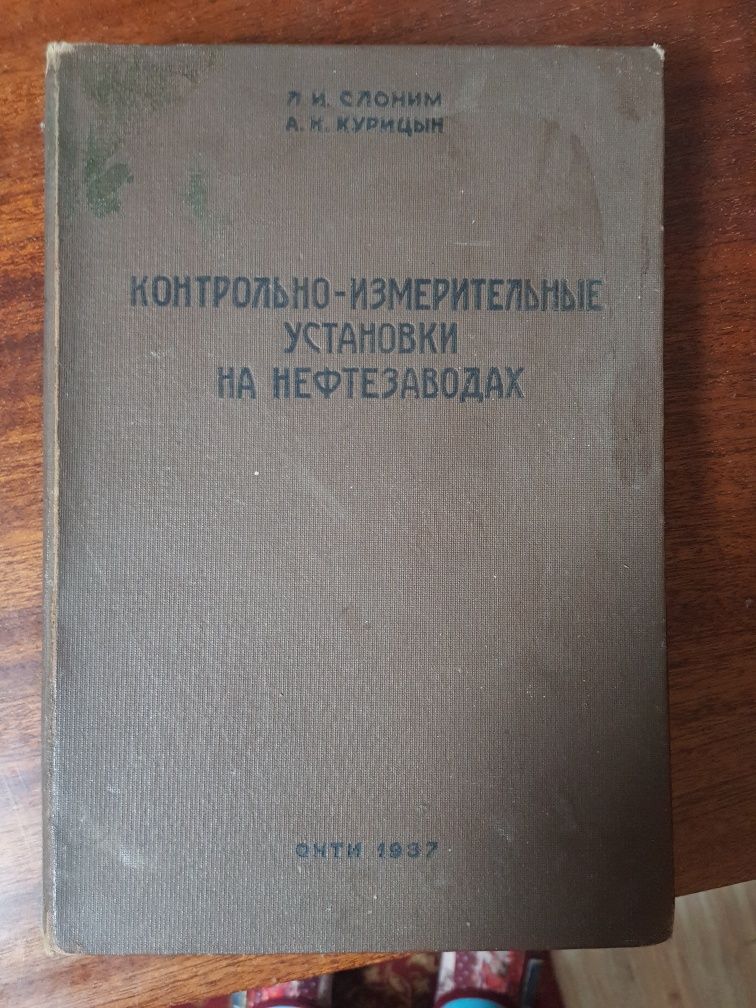 Л. И. СЛОНИМ
А. Н. КУРИЦЫН
КОНТРОЛЬНО-ИЗМЕРИТЕЛЬНЫЕ
УСТАНОВКИ
НА НЕФТЕЗАВОДАХ
ОНТИ 1937